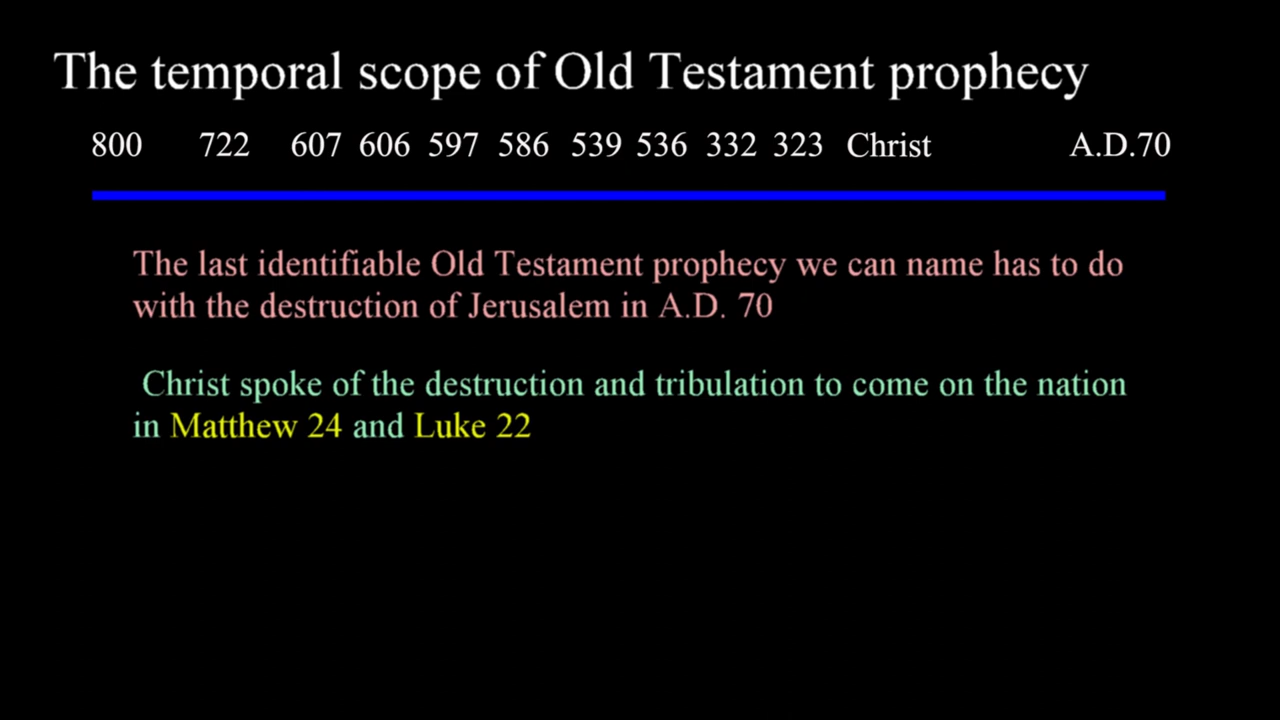 The temporal scope of Old Testament prophecy
800 722 607 606 597 586 539 536 332 323 Christ A.D.70
The last identifiable Old Testament prophecy we can name has to do
with the destruction of Jerusalem in A.D. 70
Christ spoke of the destruction and tribulation to come on the nation
in Matthew 24 and Luke 22